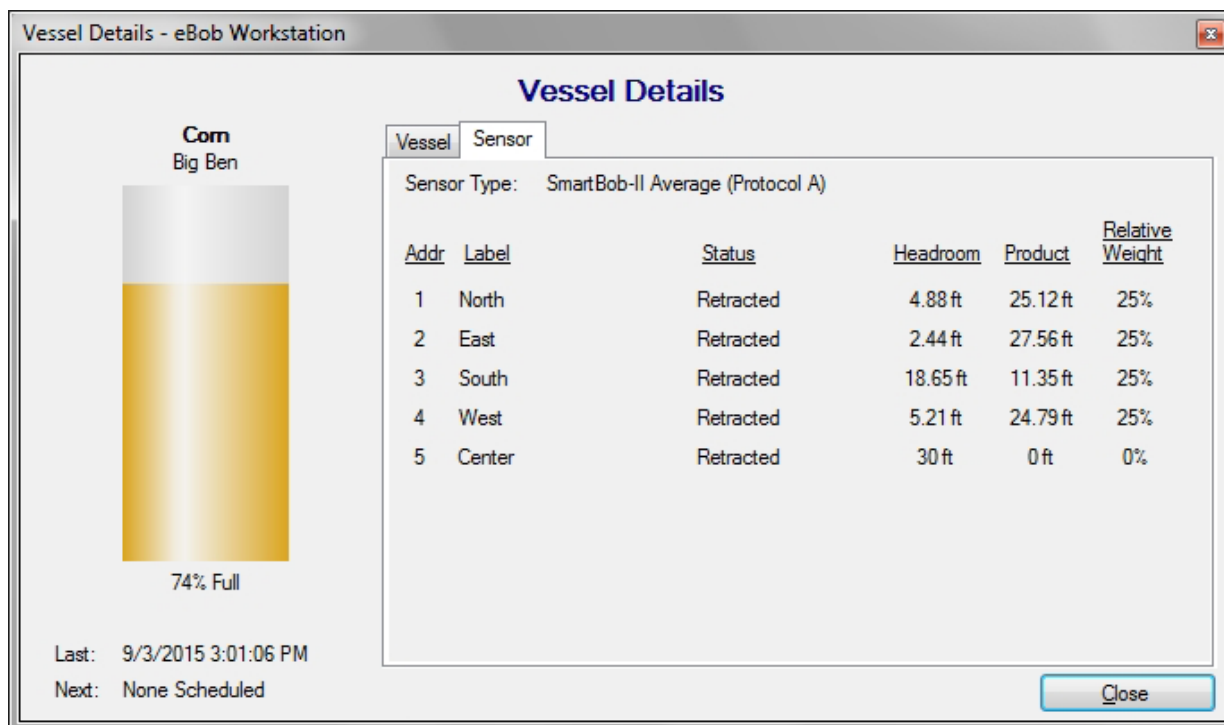 Vessel Details - eBob Workstation
Vessel Details
Corn
Big Ben
74% Full
Last: 9/3/2015 3:01:06 PM
Next: None Scheduled
Vessel Sensor
Sensor Type: SmartBob-II Average (Protocol A)
Addr Label Status Headroom Product Relative Weight
1 North Retracted 4.88 ft 25.12 ft 25%
2 East Retracted 2.44 ft 27.56 ft 25%
3 South Retracted 18.65 ft 11.35 ft 25%
4 West Retracted 5.21 ft 24.79 ft 25%
5 Center Retracted 30 ft 0 ft 0%
Close